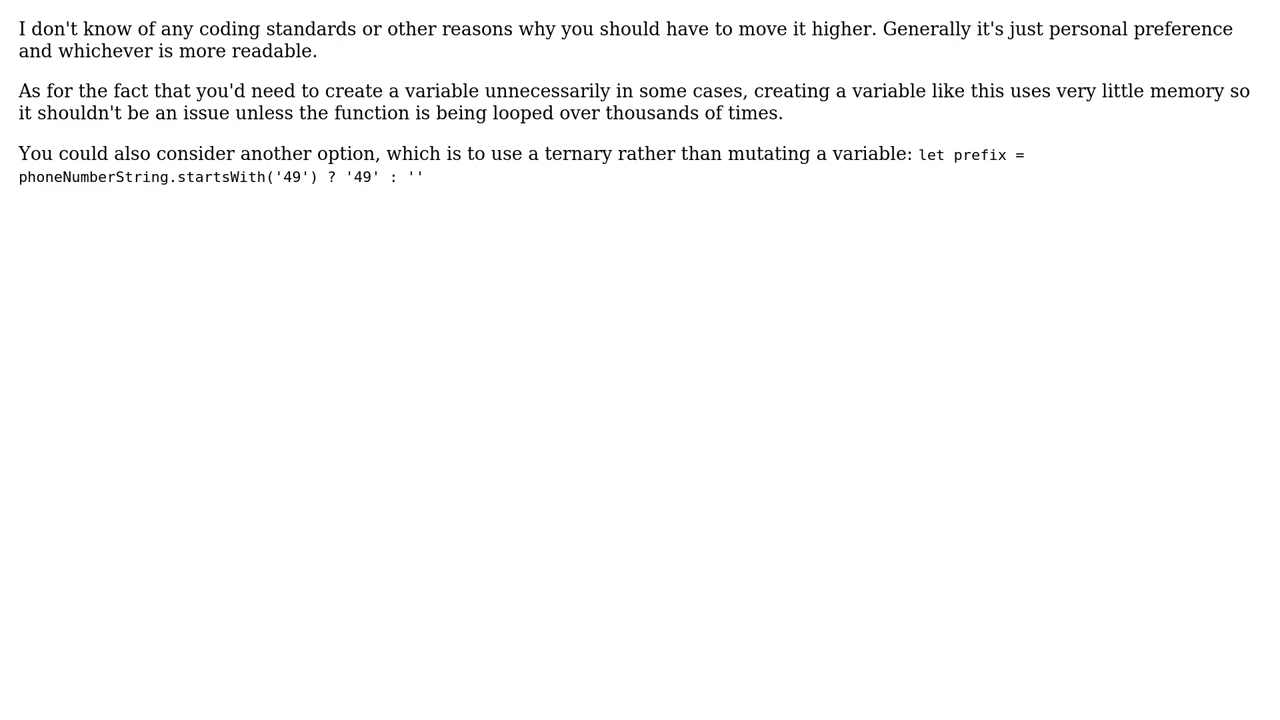 I don't know of any coding standards or other reasons why you should have to move it higher. Generally it's just personal preference
and whichever is more readable.
As for the fact that you'd need to create a variable unnecessarily in some cases, creating a variable like this uses very little memory so
it shouldn't be an issue unless the function is being looped over thousands of times.
You could also consider another option, which is to use a ternary rather than mutating a variable: let prefix =
phoneNumberString.startsWith('49') ? '49' : ''